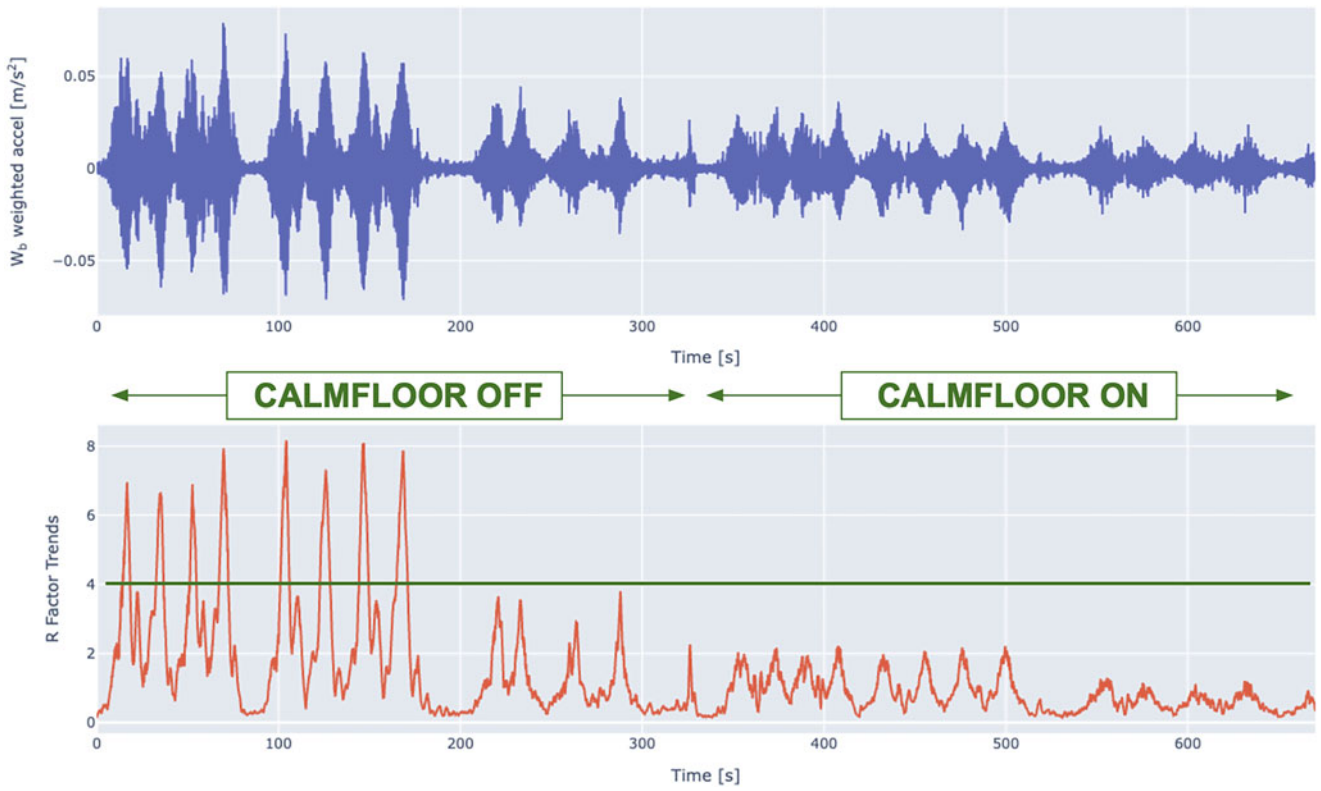 W_b weighted accel [m/s²]
0.05
0
−0.05
0 100 200 300 400 500 600
Time [s]
CALMFLOOR OFF CALMFLOOR ON
R Factor Trends
8
6
4
2
0
0 100 200 300 400 500 600
Time [s]